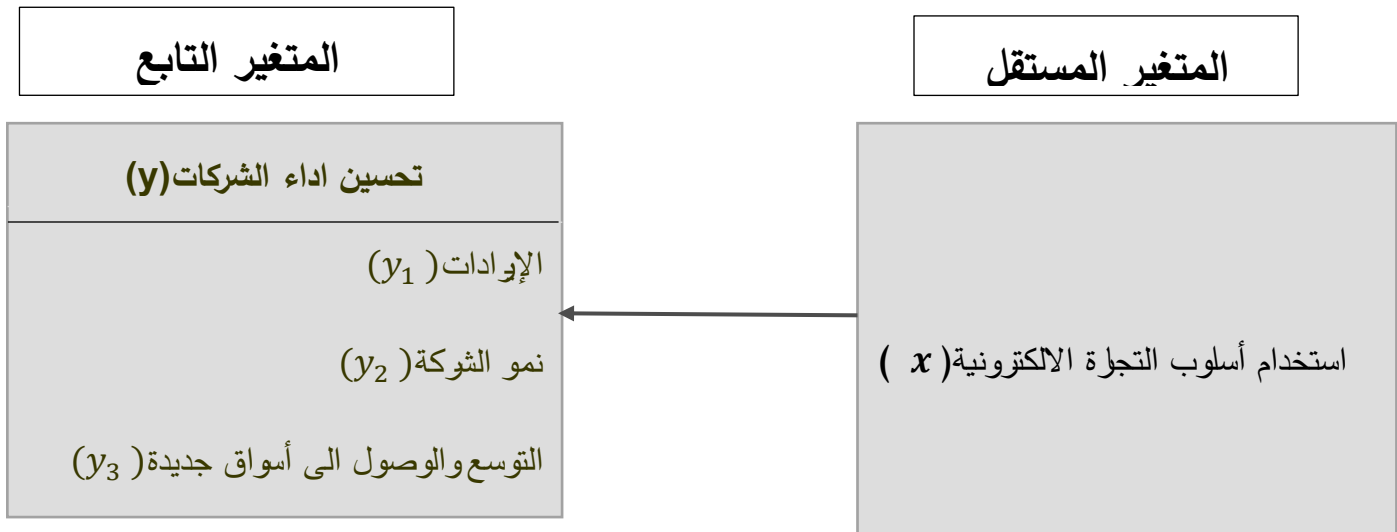 المتغير المستقل
المتغير التابع
استخدام أسلوب التجارة الالكترونية( x )
تحسين اداء الشركات(y)
الإيرادات( y₁)
نمو الشركة( y₂)
التوسع والوصول الى أسواق جديدة( y₃)